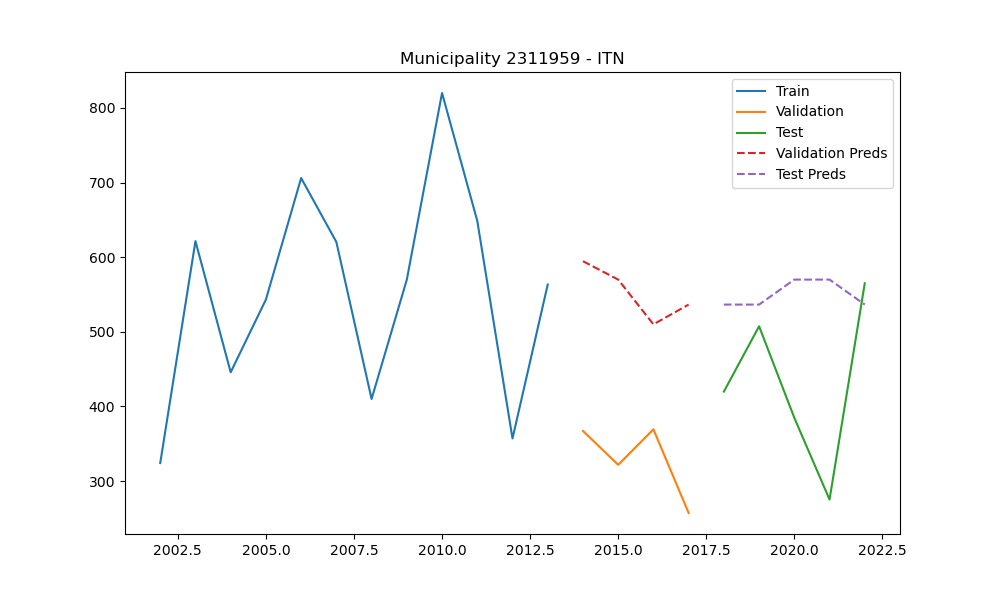 Municipality 2311959 - ITN
800
700
600
500
400
300
2002.5 2005.0 2007.5 2010.0 2012.5 2015.0 2017.5 2020.0 2022.5
Train
Validation
Test
Validation Preds
Test Preds